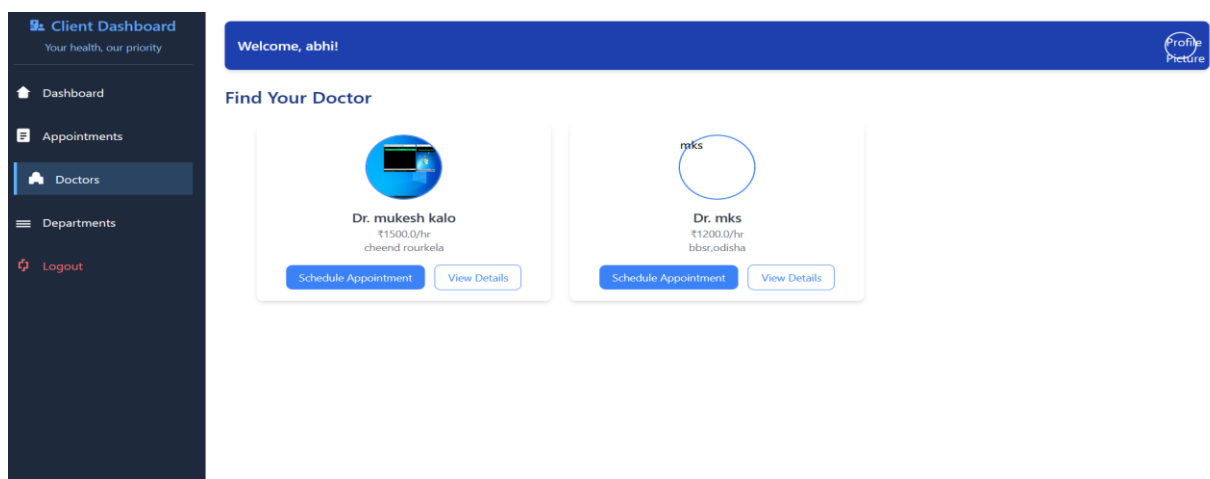 Client Dashboard
Your health, our priority
Dashboard
Appointments
Doctors
Departments
Logout
Welcome, abhi!
Profile
Picture
Find Your Doctor
Dr. mukesh kalo
₹1500.0/hr
cheend rourkela
Schedule Appointment View Details
mks
Dr. mks
₹1200.0/hr
bbsr,odisha
Schedule Appointment View Details